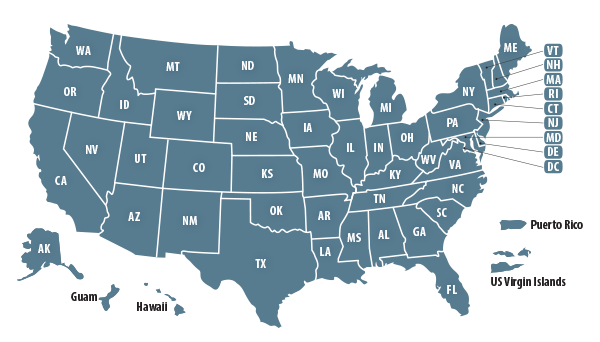 WA
MT
ND
MN
ME
VT
NH
MA
RI
CT
NJ
MD
DE
DC
OR
ID
SD
WI
MI
NY
WY
IA
PA
NE
NV
UT
CO
IL
IN
OH
WV
VA
CA
KS
MO
KY
NC
TN
AZ
NM
OK
AR
SC
MS
AL
GA
TX
LA
FL
AK
Puerto Rico
US Virgin Islands
Guam
Hawaii